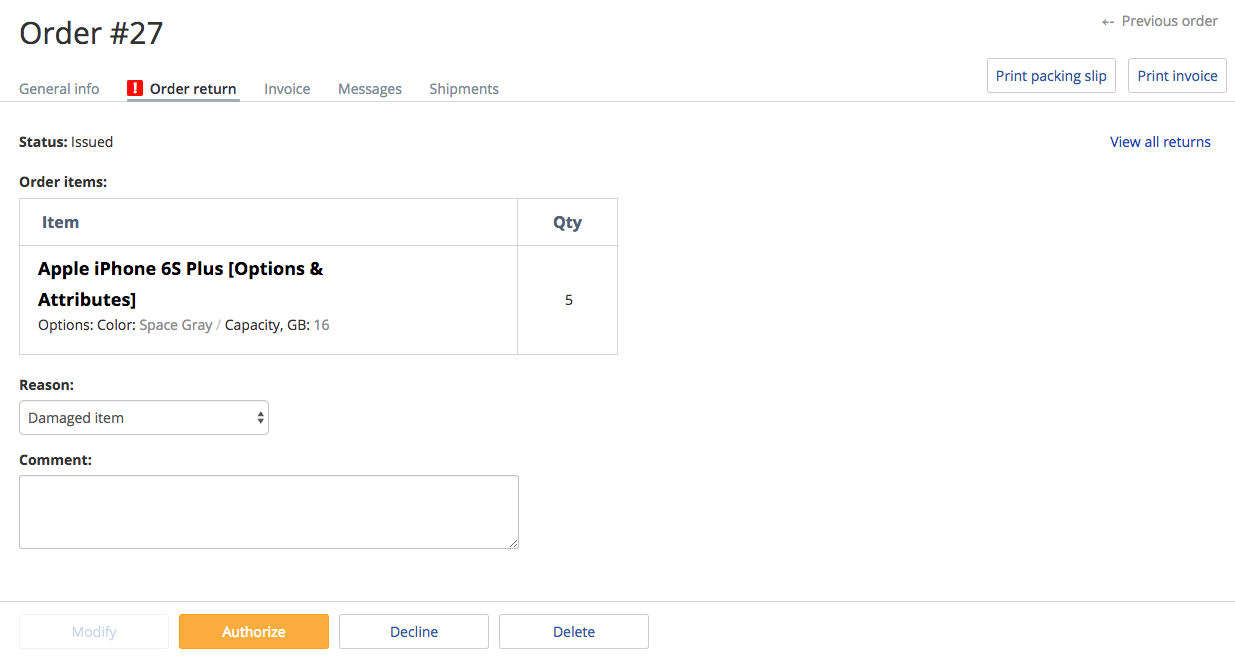 Order #27
←- Previous order
General info
! Order return
Invoice
Messages
Shipments
Print packing slip
Print invoice
Status: Issued
View all returns
Order items:
Item
Qty
Apple iPhone 6S Plus [Options &
Attributes]
Options: Color: Space Gray / Capacity, GB: 16
5
Reason:
Damaged item
Comment:
Modify
Authorize
Decline
Delete